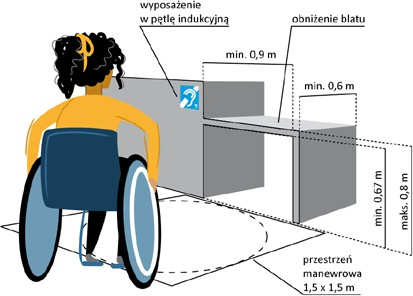 wyposażenie
w pętlę indukcyjną
obniżenie blatu
min. 0,9 m
min. 0,6 m
min. 0,67 m
maks. 0,8 m
przestrzeń
manewrowa
1,5 x 1,5 m